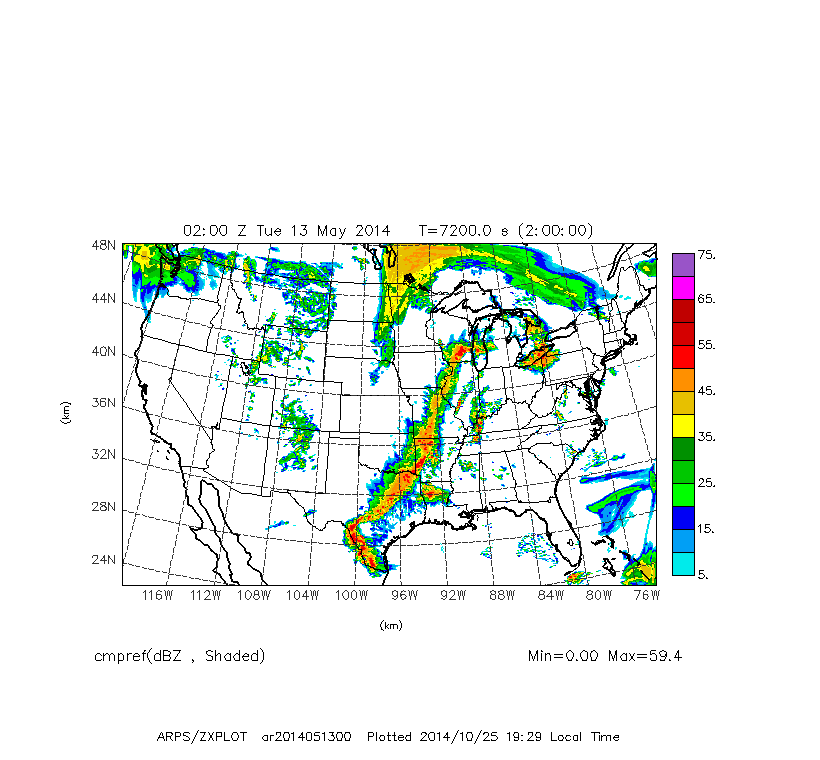 02:00 Z Tue 13 May 2014 T=7200.0 s (2:00:00)
48N
44N
40N
36N
32N
28N
24N
(km)
75.
65.
55.
45.
35.
25.
15.
5.
116W 112W 108W 104W 100W 96W 92W 88W 84W 80W 76W
(km)
cmpref(dBZ , Shaded) Min=0.00 Max=59.4
ARPS/ZXPLOT ar2014051300 Plotted 2014/10/25 19:29 Local Time